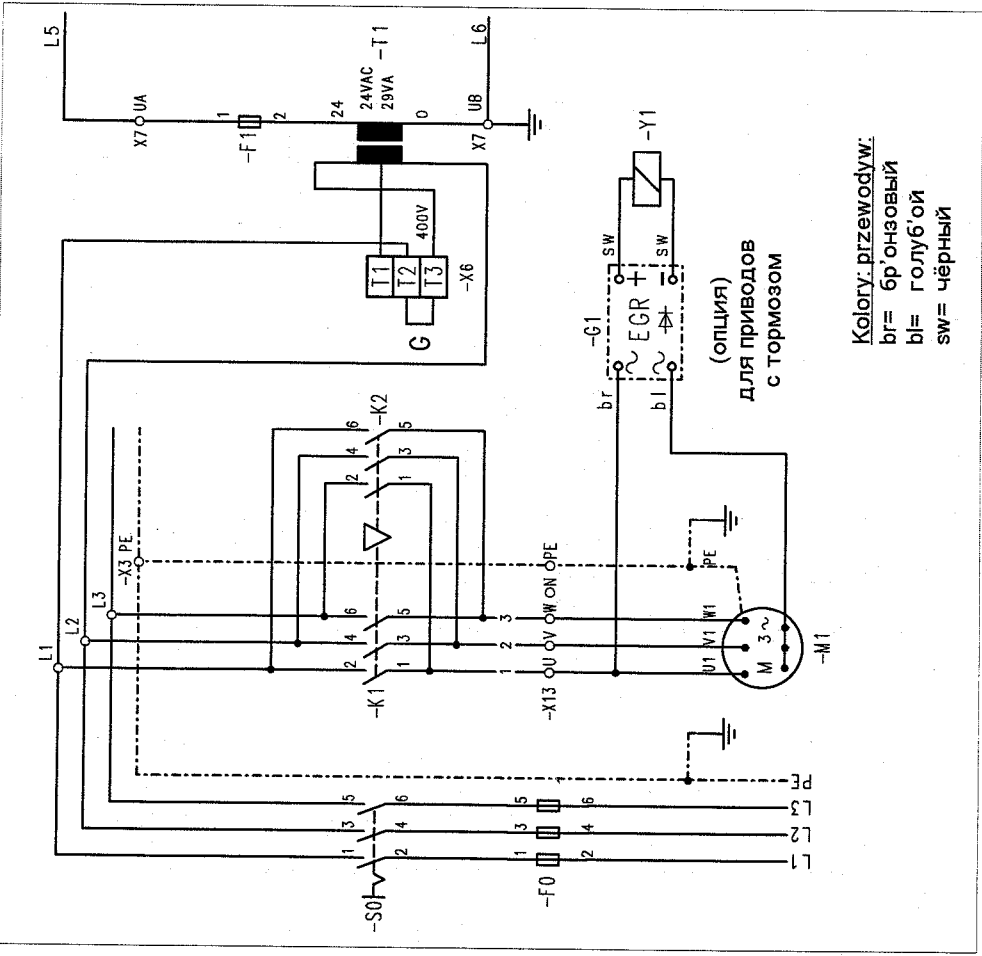 L5
X7
UA
1
-F1
2
24
24VAC
29VA
-T1
0
X7
UB
L6
400V
T1
T2
T3
-X6
G
L1
L2
L3
-X3 PE
-K1
2
4
6
1
3
5
-K2
2
4
6
1
3
5
-X13
1
2
3
U
V
W
ON
PE
U1
V1
W1
PE
M
3~
-M1
br
bl
-G1
~
~
EGR
+
-
sw
sw
-Y1
(опция)
для приводов
с тормозом
Kolory: przewodyw:
br= бр'онзовый
bl= голуб'ой
sw= чёрный
-S0
1
3
5
2
4
6
-F0
1
3
5
2
4
6
L1
L2
L3
PE